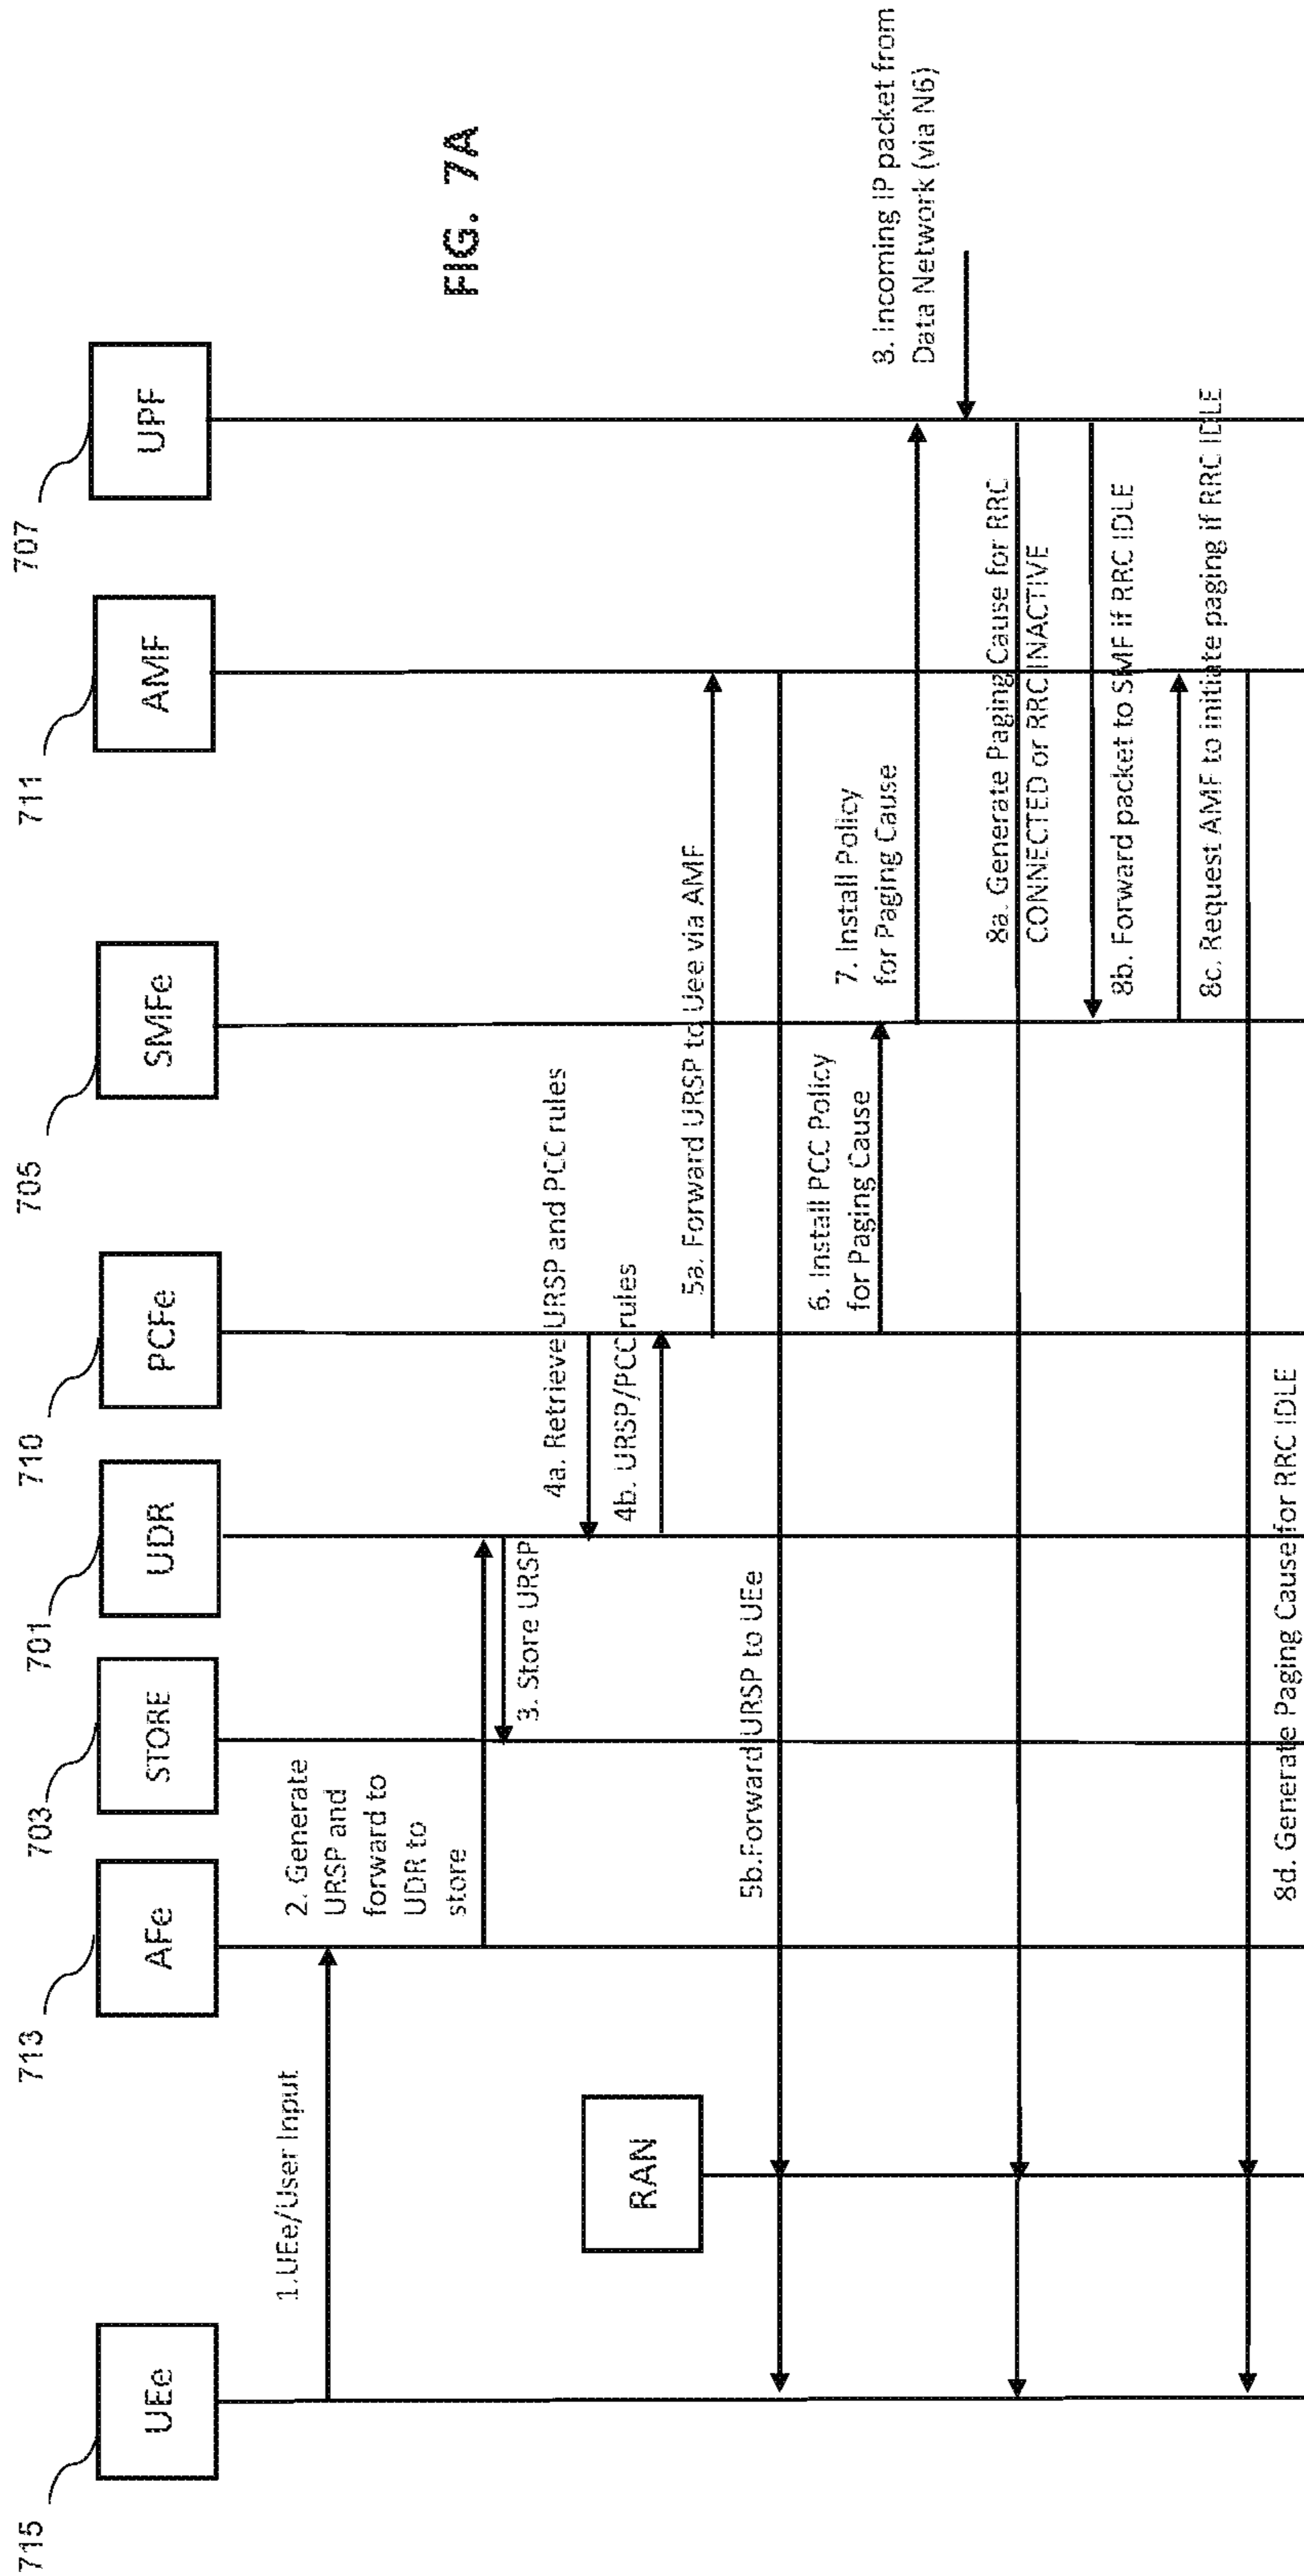 FIG. 7A
715
713
703
701
710
705
711
707
UEe
AFe
STORE
UDR
PCFe
SMFe
AMF
UPF
RAN
1.UEe/User Input
2. Generate
URSP and
forward to
UDR to
store
3. Store URSP
4a. Retrieve URSP and PCC rules
4b. URSP/PCC rules
5a. Forward URSP to Uee via AMF
5b.Forward URSP to UEe
6. Install PCC Policy
for Paging Cause
7. Install Policy
for Paging Cause
8. Incoming IP packet from
Data Network (via N6)
8a. Generate Paging Cause for RRC
CONNECTED or RRC INACTIVE
8b. Forward packet to SMF if RRC IDLE
8c. Request AMF to initiate paging if RRC IDLE
8d. Generate Paging Cause for RRC IDLE